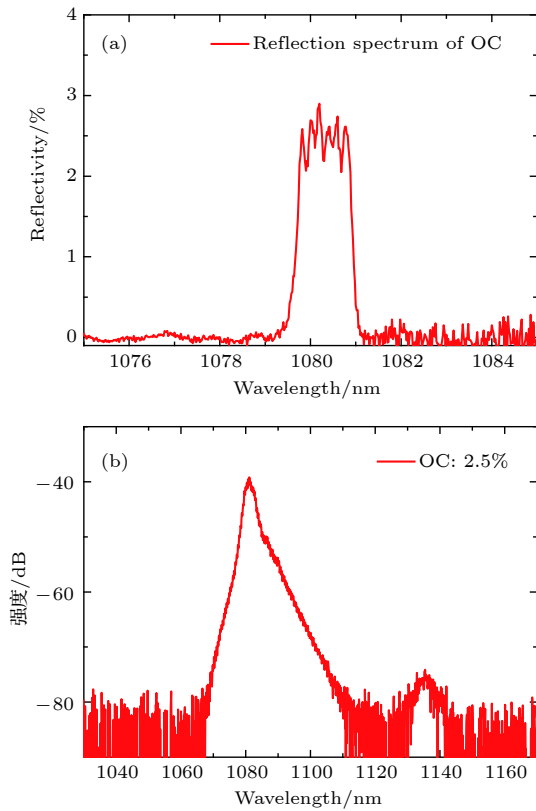 (a)
Reflection spectrum of OC
4
3
2
1
0
Reflectivity/%
1076 1078 1080 1082 1084
Wavelength/nm
(b)
OC: 2.5%
−40
−60
−80
强度/dB
1040 1060 1080 1100 1120 1140 1160
Wavelength/nm